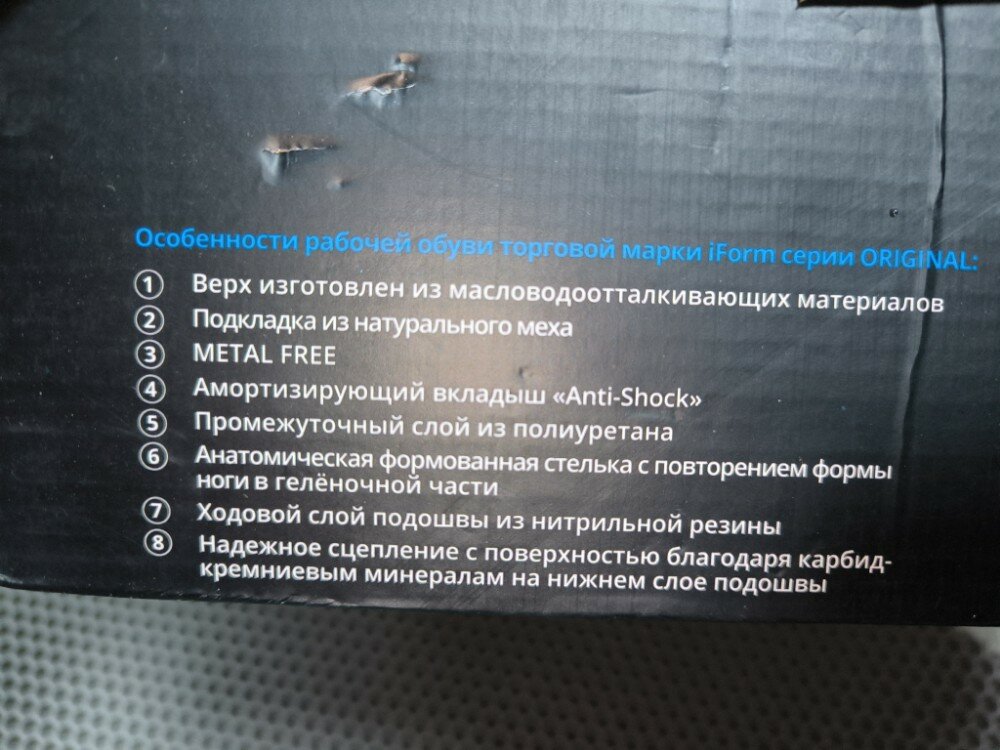 Особенности рабочей обуви торговой марки iForm серии ORIGINAL:
1 Верх изготовлен из масловодоотталкивающих материалов
2 Подкладка из натурального меха
3 METAL FREE
4 Амортизирующий вкладыш «Anti-Shock»
5 Промежуточный слой из полиуретана
6 Анатомическая формованная стелька с повторением формы
ноги в гелёночной части
7 Ходовой слой подошвы из нитрильной резины
8 Надежное сцепление с поверхностью благодаря карбид-
кремниевым минералам на нижнем слое подошвы